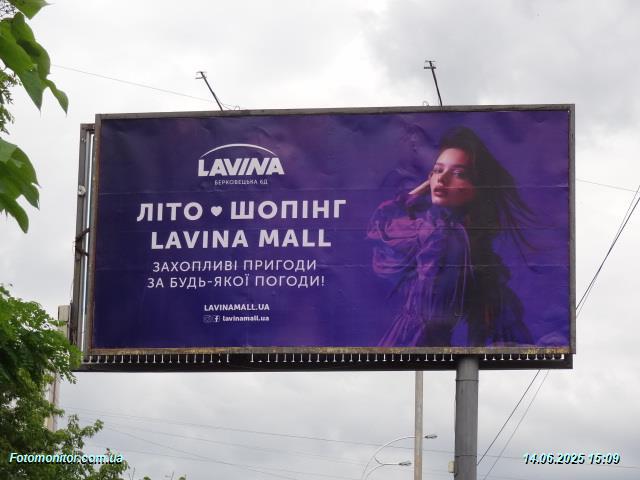 LAVINA
БЕРКОВЕЦЬКА 6Д
ЛІТО ♥ ШОПІНГ
LAVINA MALL
ЗАХОПЛИВІ ПРИГОДИ
ЗА БУДЬ-ЯКОЇ ПОГОДИ!
LAVINAMALL.UA
lavinamall.ua
Fotomonitor.com.ua
14.06.2025 15:09